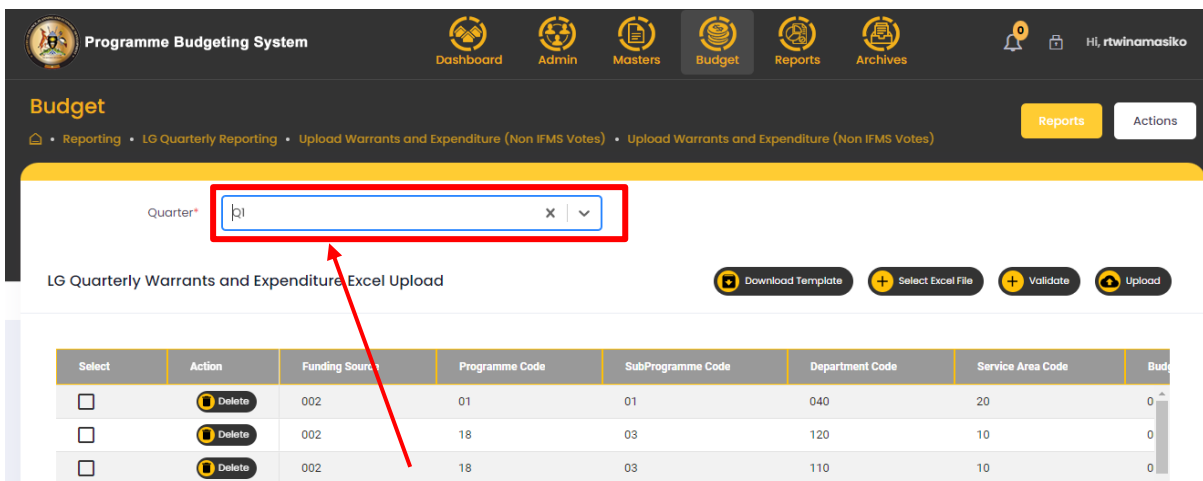 Programme Budgeting System
Dashboard Admin Masters Budget Reports Archives
0
Hi, rtwinamasiko
Budget
Reports Actions
• Reporting • LG Quarterly Reporting • Upload Warrants and Expenditure (Non IFMS Votes) • Upload Warrants and Expenditure (Non IFMS Votes)
Quarter* Q1
LG Quarterly Warrants and Expenditure Excel Upload
Download Template Select Excel File Validate Upload
Select Action Funding Source Programme Code SubProgramme Code Department Code Service Area Code
Delete 002 01 01 040 20 0
Delete 002 18 03 120 10 0
Delete 002 18 03 110 10 0